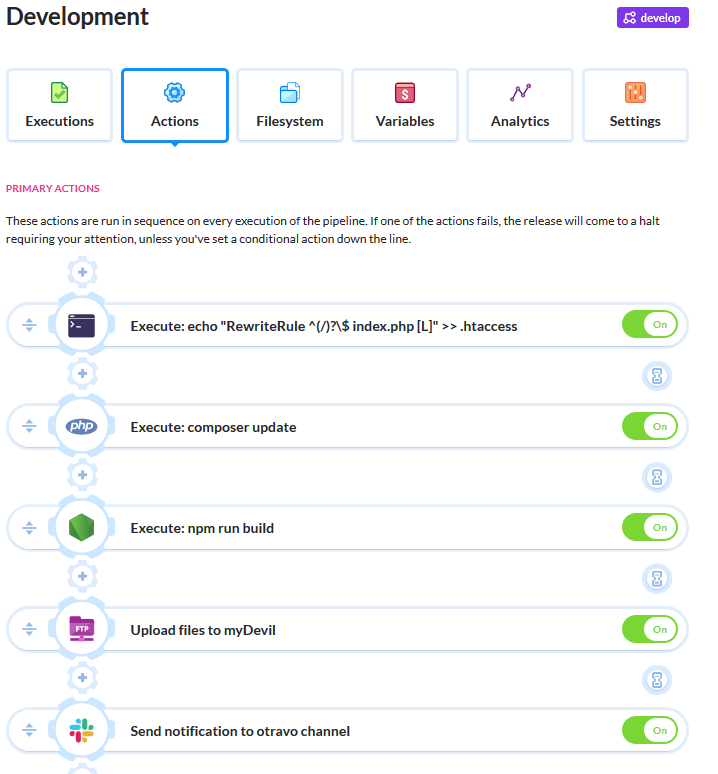 Development
develop
Executions
Actions
Filesystem
$
Variables
Analytics
Settings
PRIMARY ACTIONS
These actions are run in sequence on every execution of the pipeline. If one of the actions fails, the release will come to a halt
requiring your attention, unless you've set a conditional action down the line.
Execute: echo "RewriteRule ^(/)?\$ index.php [L]" >> .htaccess
On
php
Execute: composer update
On
Execute: npm run build
On
FTP
Upload files to myDevil
On
Send notification to otravo channel
On